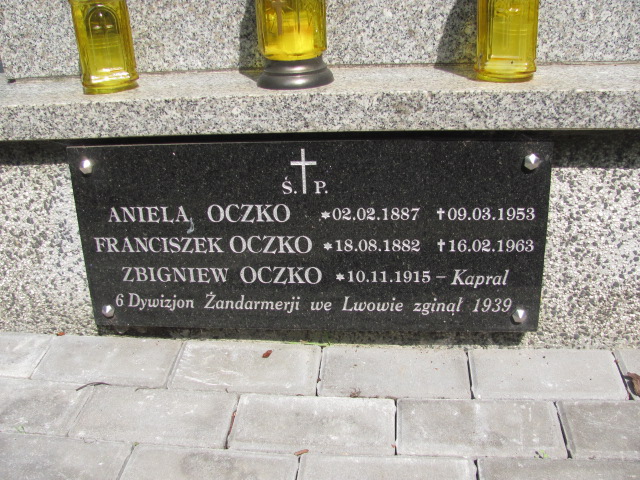 Ś. P.
ANIELA OCZKO *02.02.1887 ✝09.03.1953
FRANCISZEK OCZKO *18.08.1882 ✝16.02.1963
ZBIGNIEW OCZKO *10.11.1915 – Kapral
6 Dywizjon Żandarmerji we Lwowie zginął 1939